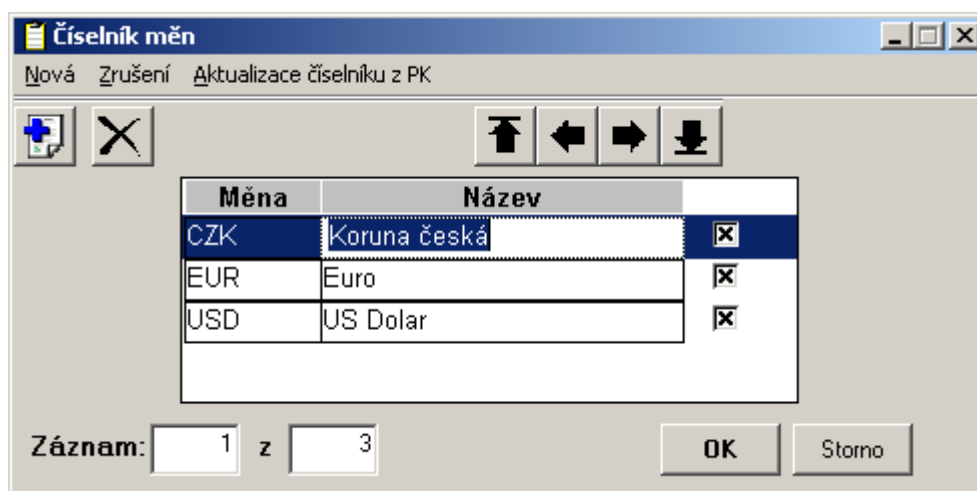 Číselník měn
Nová Zrušení Aktualizace číselníku z PK
Měna Název
CZK Koruna česká
EUR Euro
USD US Dolar
Záznam: 1 z 3 OK Storno